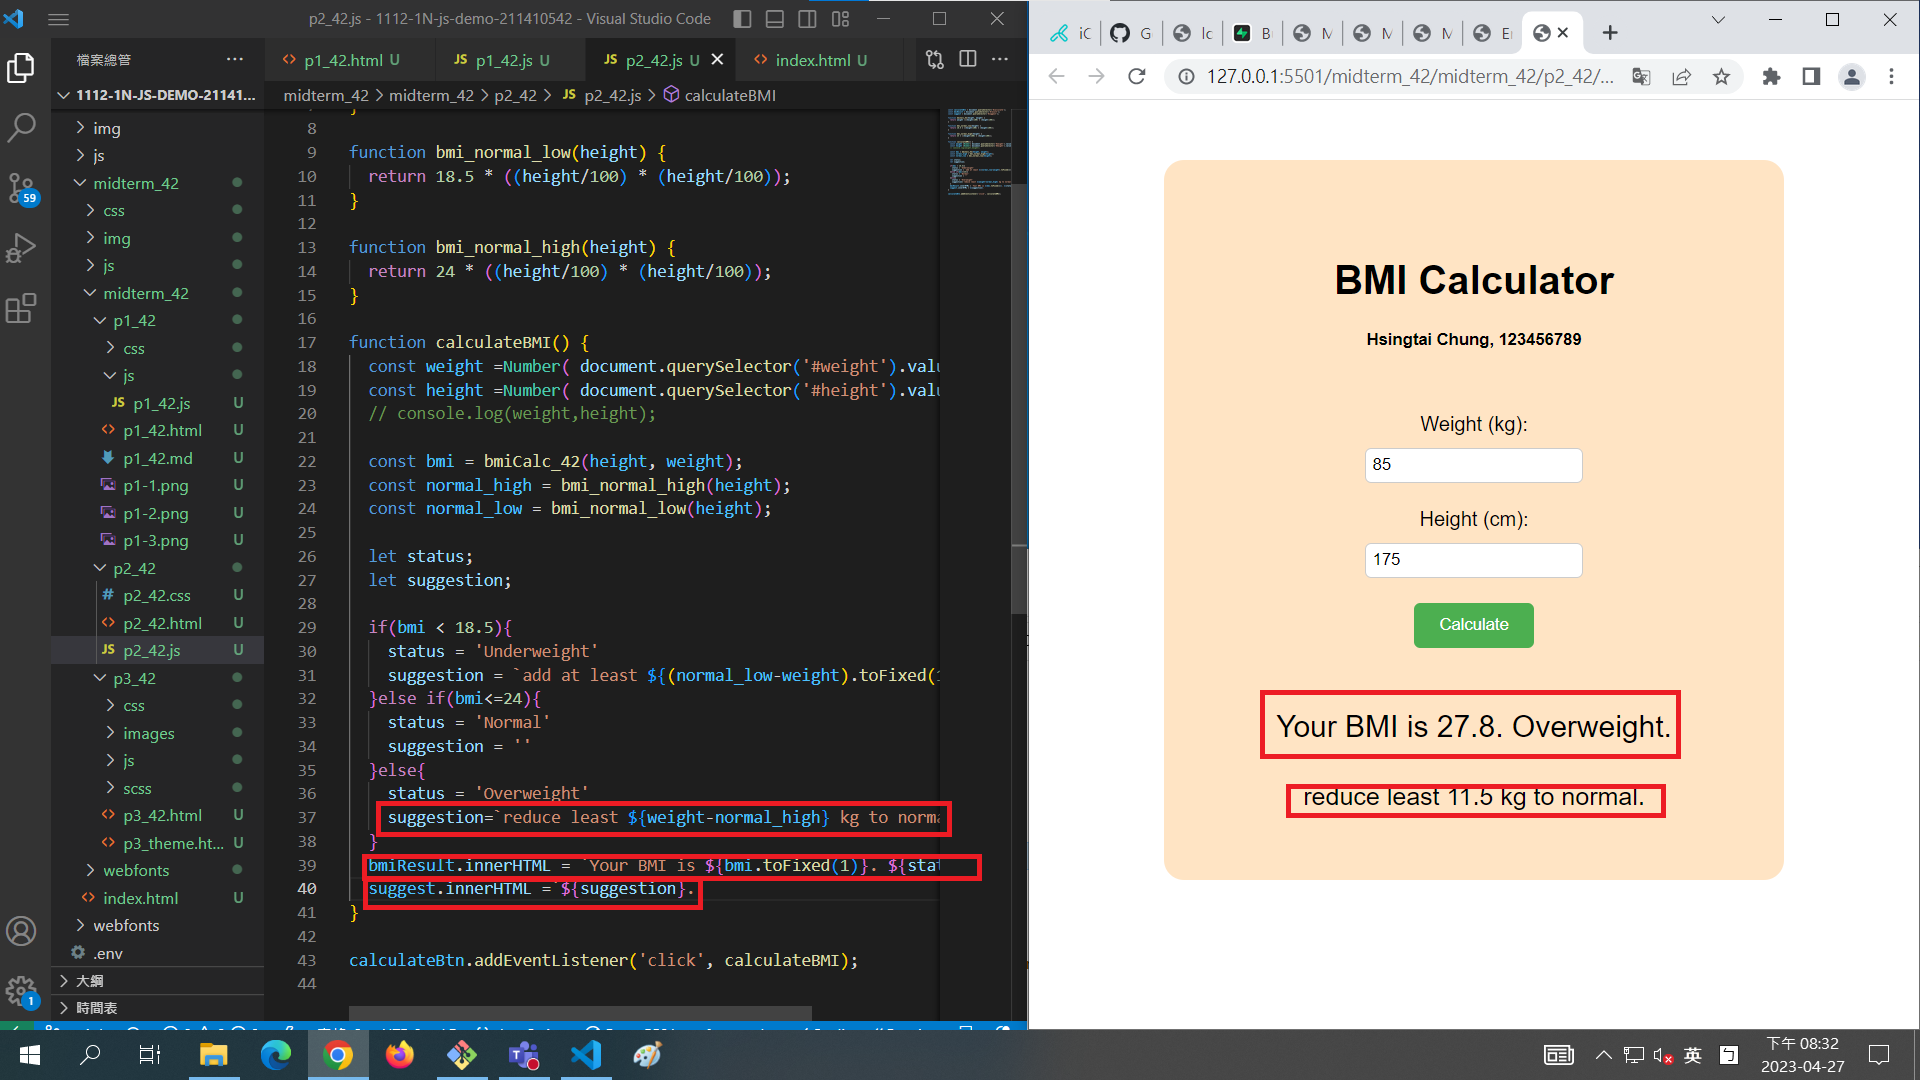 p2_42.js - 1112-1N-js-demo-211410542 - Visual Studio Code
檔案總管
p1_42.html U
p1_42.js U
p2_42.js U
index.html U
1112-1N-JS-DEMO-21141...
midterm_42 > midterm_42 > p2_42 > JS p2_42.js > calculateBMI
img
js
midterm_42
css
img
js
midterm_42
p1_42
css
js
JS p1_42.js U
p1_42.html U
p1_42.md U
p1-1.png U
p1-2.png U
p1-3.png U
p2_42
# p2_42.css U
p2_42.html U
JS p2_42.js U
p3_42
css
images
js
scss
p3_42.html U
p3_theme.ht... U
webfonts
index.html U
webfonts
.env
大綱
時間表
59
1
8
9 function bmi_normal_low(height) {
10 return 18.5 * ((height/100) * (height/100));
11 }
12
13 function bmi_normal_high(height) {
14 return 24 * ((height/100) * (height/100));
15 }
16
17 function calculateBMI() {
18 const weight =Number( document.querySelector('#weight').valu
19 const height =Number( document.querySelector('#height').valu
20 // console.log(weight,height);
21
22 const bmi = bmiCalc_42(height, weight);
23 const normal_high = bmi_normal_high(height);
24 const normal_low = bmi_normal_low(height);
25
26 let status;
27 let suggestion;
28
29 if(bmi < 18.5){
30 status = 'Underweight'
31 suggestion = `add at least ${(normal_low-weight).toFixed(1
32 }else if(bmi<=24){
33 status = 'Normal'
34 suggestion = ''
35 }else{
36 status = 'Overweight'
37 suggestion=`reduce least ${weight-normal_high} kg to norma
38 }
39 bmiResult.innerHTML = `Your BMI is ${bmi.toFixed(1)}. ${stat
40 suggest.innerHTML =`${suggestion}.
41 }
42
43 calculateBtn.addEventListener('click', calculateBMI);
44
iC
G
Ic
B
M
M
M
E
127.0.0.1:5501/midterm_42/midterm_42/p2_42/...
BMI Calculator
Hsingtai Chung, 123456789
Weight (kg):
85
Height (cm):
175
Calculate
Your BMI is 27.8. Overweight.
reduce least 11.5 kg to normal.
英
下午 08:32
2023-04-27